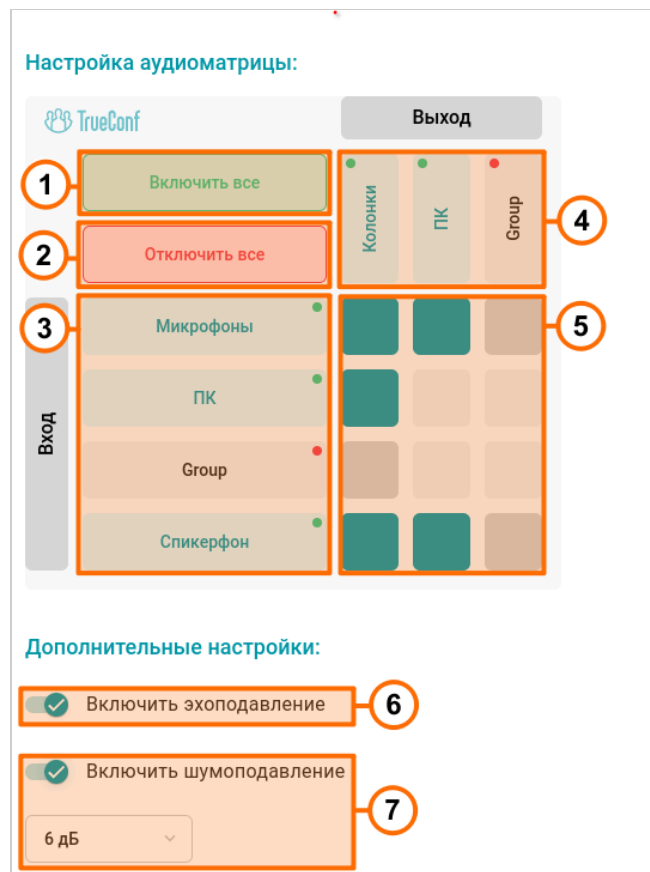 Настройка аудиоматрицы:
TrueConf
Выход
1
Включить все
Колонки
ПК
Group
4
2
Отключить все
3
Микрофоны
5
Вход
ПК
Group
Спикерфон
Дополнительные настройки:
Включить эхоподавление
6
Включить шумоподавление
7
6 дБ